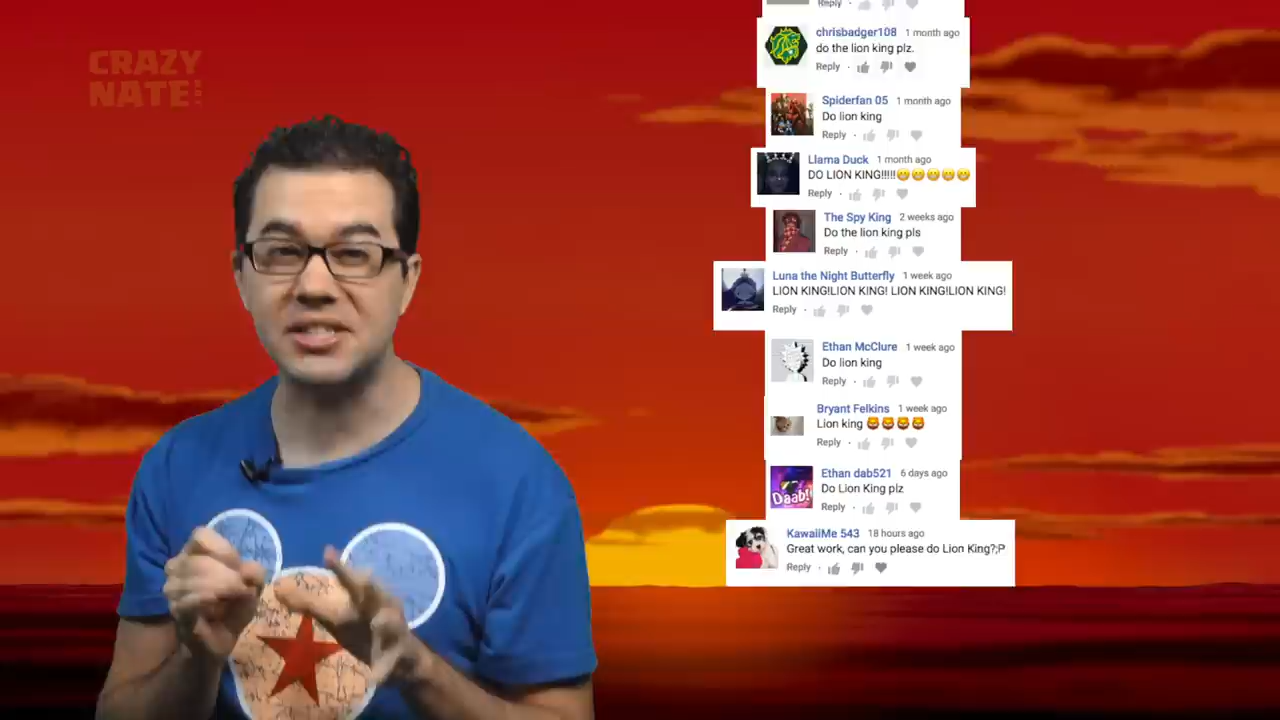 CRAZY
NATE.COM
Reply
chrisbadger108 1 month ago
do the lion king plz.
Reply
Spiderfan 05 1 month ago
Do lion king
Reply
Llama Duck 1 month ago
DO LION KING!!!!!😁😁😁😁😁
Reply
The Spy King 2 weeks ago
Do the lion king pls
Reply
Luna the Night Butterfly 1 week ago
LION KING!LION KING! LION KING!LION KING!
Reply
Ethan McClure 1 week ago
Do lion king
Reply
Bryant Felkins 1 week ago
Lion king 🦁🦁🦁🦁
Reply
Ethan dab521 6 days ago
Daab!
Do Lion King plz
Reply
KawaiiMe 543 18 hours ago
Great work, can you please do Lion King?;P
Reply